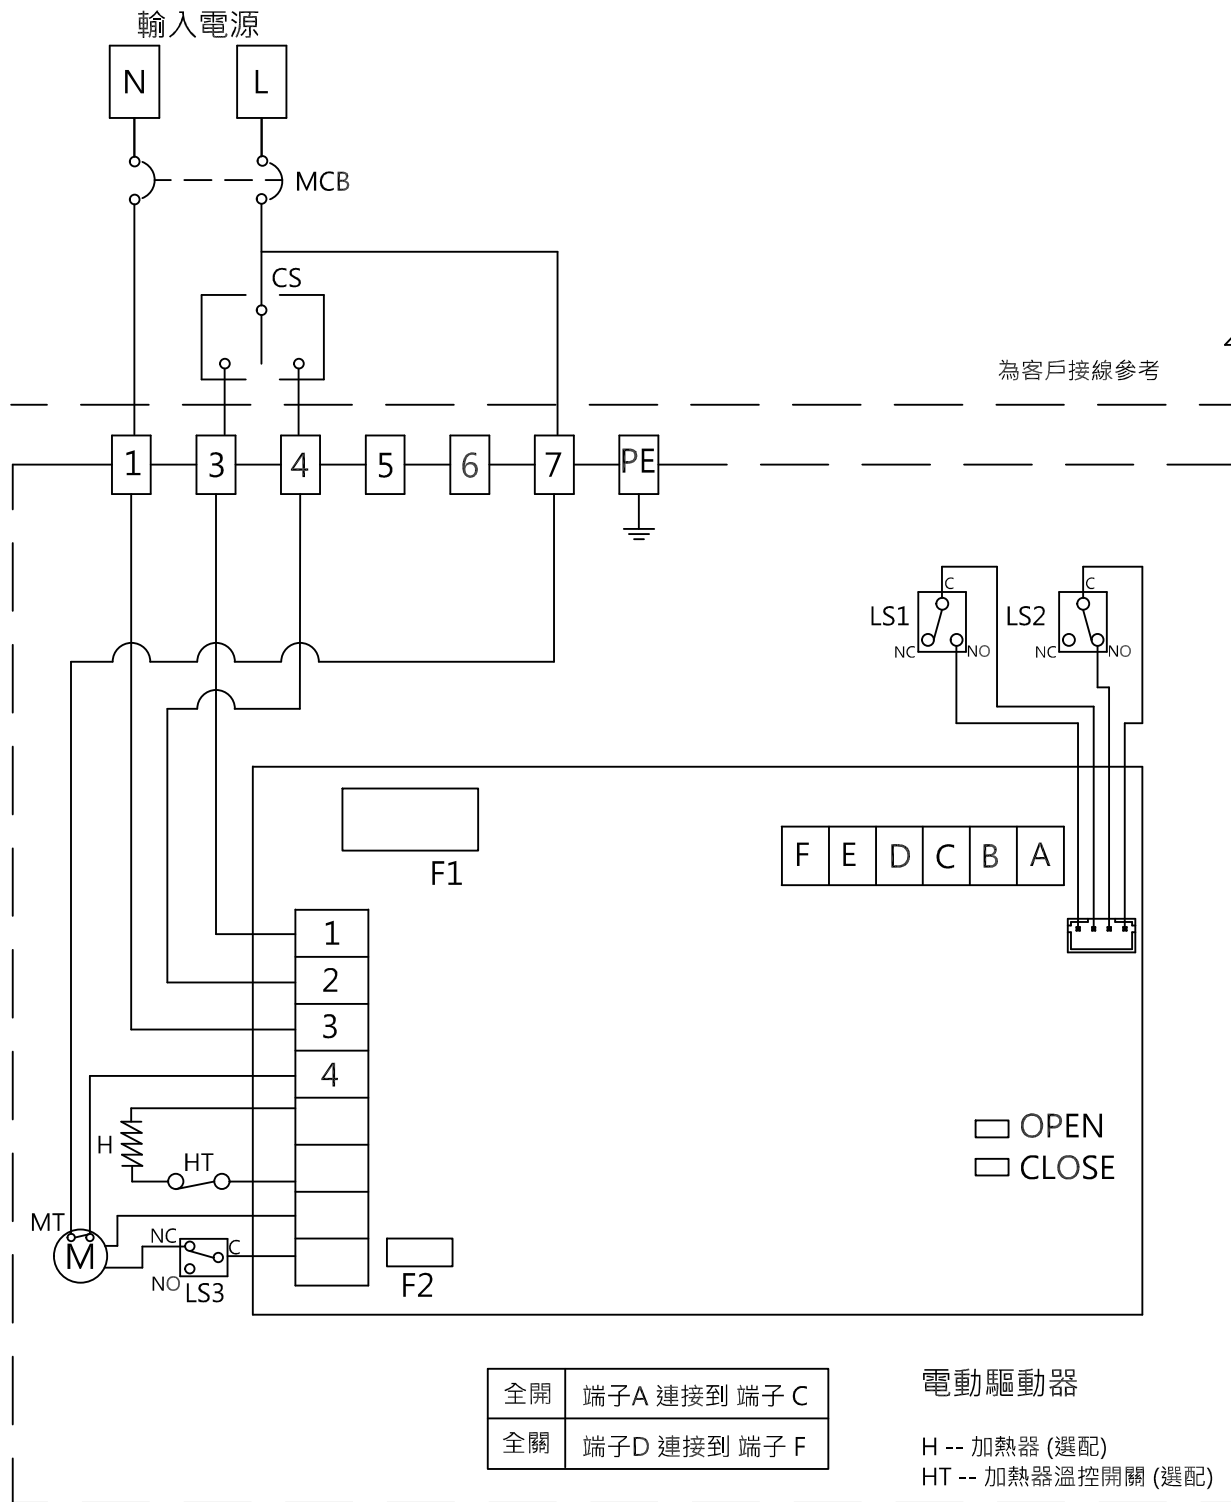 輸入電源
N L
MCB
CS
為客戶接線參考
1 3 4 5 6 7 PE
C C
LS1 LS2
NC NO NC NO
F1
F E D C B A
1
2
3
4
H
HT
OPEN
CLOSE
MT
M
NC C
NO LS3
F2
全開 端子A 連接到 端子 C
全關 端子D 連接到 端子 F
電動驅動器
H -- 加熱器 (選配)
HT -- 加熱器溫控開關 (選配)